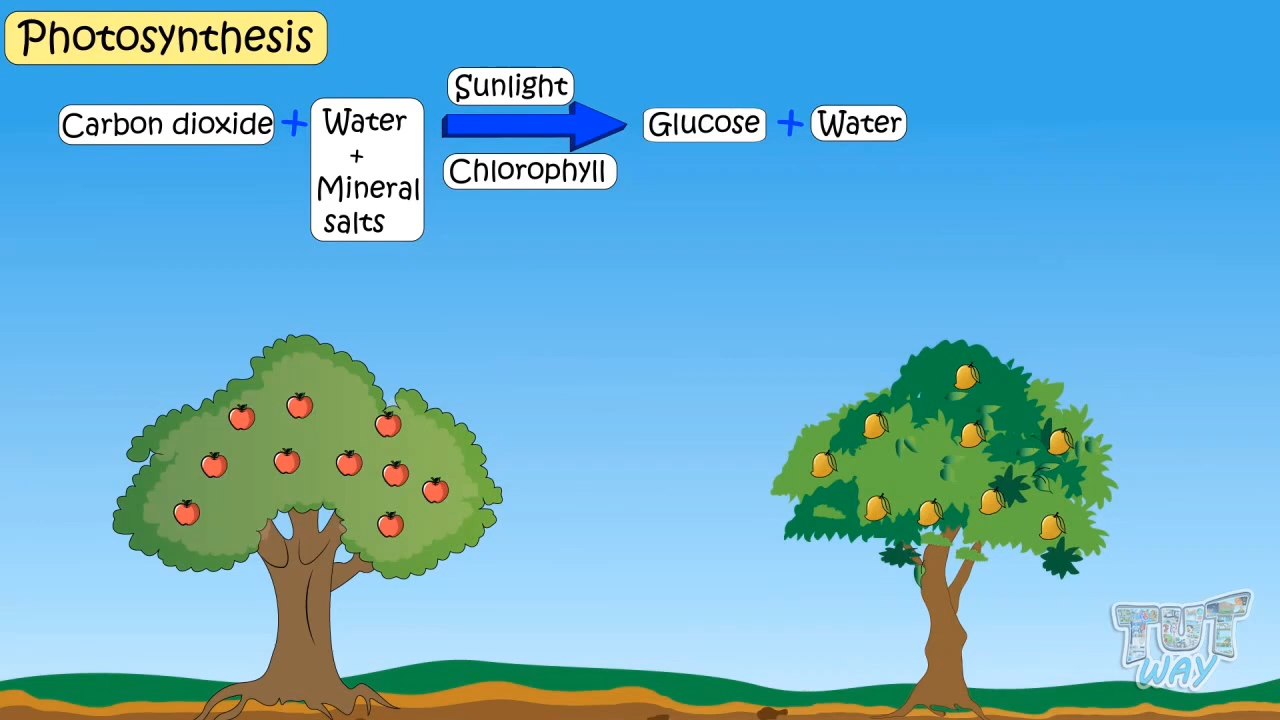 Photosynthesis
Sunlight
Carbon dioxide + Water
+
Mineral
salts
Chlorophyll
Glucose + Water
TUT
WAY